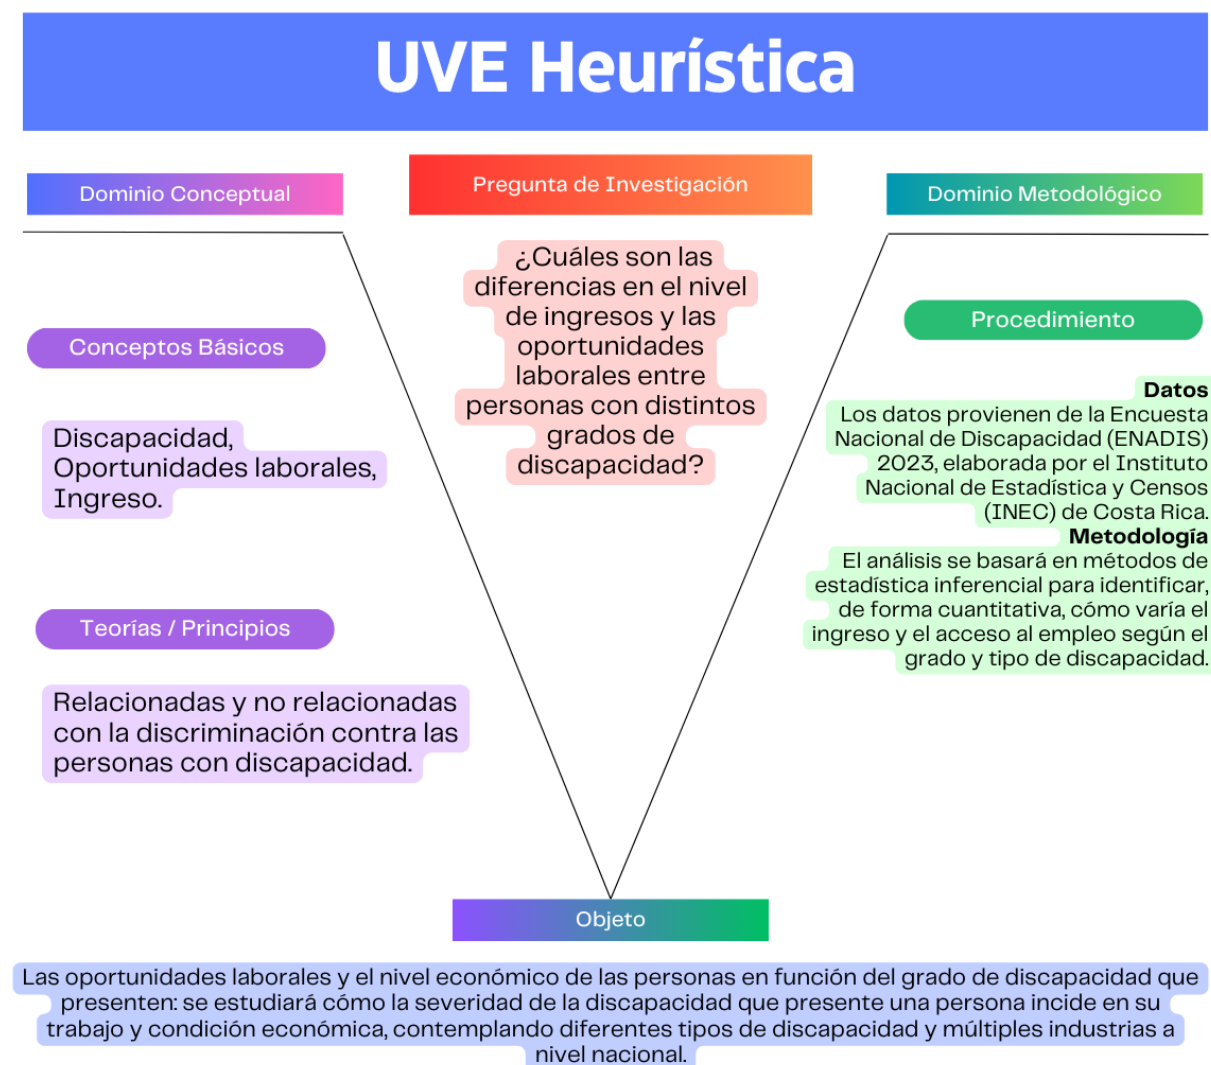 UVE Heurística
Dominio Conceptual
Pregunta de Investigación
Dominio Metodológico
¿Cuáles son las
diferencias en el nivel
de ingresos y las
oportunidades
laborales entre
personas con distintos
grados de
discapacidad?
Conceptos Básicos
Discapacidad,
Oportunidades laborales,
Ingreso.
Teorías / Principios
Relacionadas y no relacionadas
con la discriminación contra las
personas con discapacidad.
Procedimiento
Datos
Los datos provienen de la Encuesta
Nacional de Discapacidad (ENADIS)
2023, elaborada por el Instituto
Nacional de Estadística y Censos
(INEC) de Costa Rica.
Metodología
El análisis se basará en métodos de
estadística inferencial para identificar,
de forma cuantitativa, cómo varía el
ingreso y el acceso al empleo según el
grado y tipo de discapacidad.
Objeto
Las oportunidades laborales y el nivel económico de las personas en función del grado de discapacidad que
presenten: se estudiará cómo la severidad de la discapacidad que presente una persona incide en su
trabajo y condición económica, contemplando diferentes tipos de discapacidad y múltiples industrias a
nivel nacional.